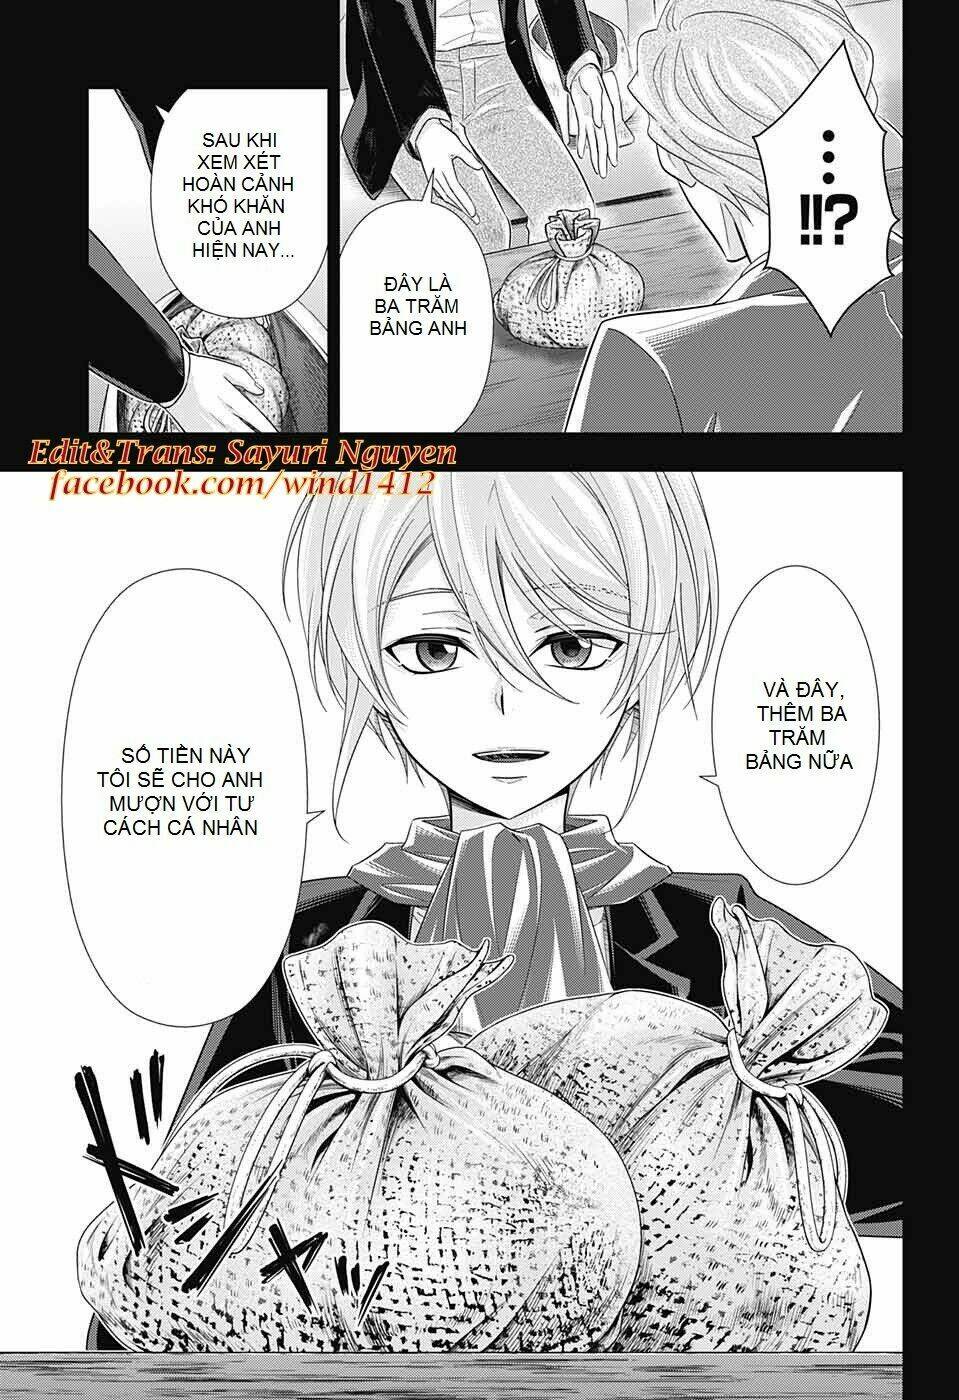 ...
!!?
ĐÂY LÀ
BA TRĂM
BẢNG ANH
SAU KHI
XEM XÉT
HOÀN CẢNH
KHÓ KHĂN
CỦA ANH
HIỆN NAY...
Edit&Trans: Sayuri Nguyen
facebook.com/wind1412
VÀ ĐÂY,
THÊM BA
TRĂM
BẢNG NỮA
SỐ TIỀN NÀY
TÔI SẼ CHO ANH
MƯỢN VỚI TƯ
CÁCH CÁ NHÂN